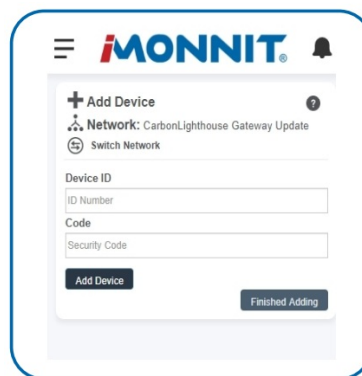 iMONNIT®
Add Device
Network: CarbonLighthouse Gateway Update
Switch Network
Device ID
ID Number
Code
Security Code
Add Device
Finished Adding